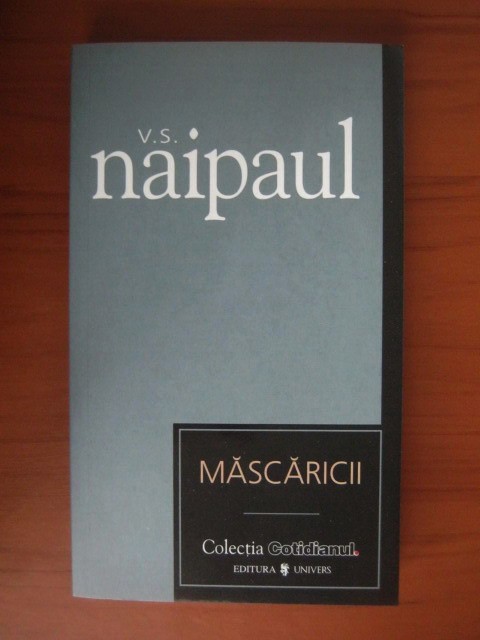 V.S.
naipaul
MĂSCĂRICII
Colecția Cotidianul.
EDITURA UNIVERS